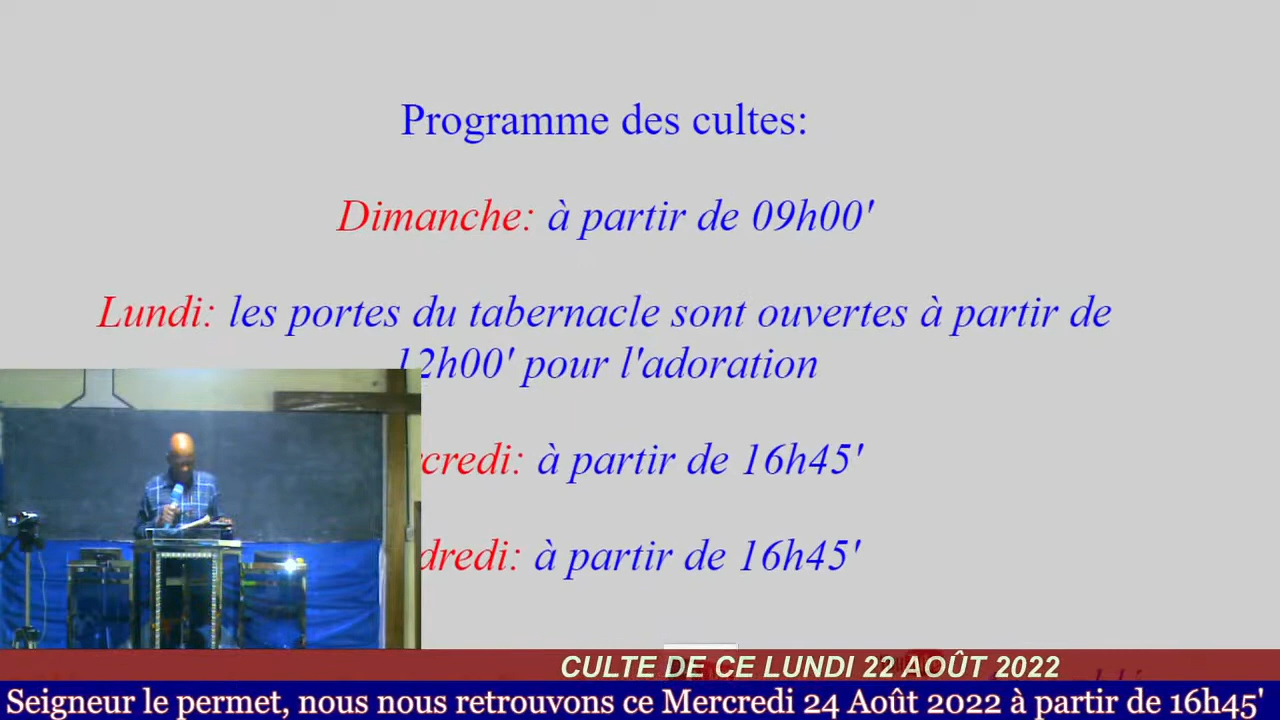 Programme des cultes:
Dimanche: à partir de 09h00'
Lundi: les portes du tabernacle sont ouvertes à partir de
12h00' pour l'adoration
credi: à partir de 16h45'
dredi: à partir de 16h45'
CULTE DE CE LUNDI 22 AOÛT 2022
Seigneur le permet, nous nous retrouvons ce Mercredi 24 Août 2022 à partir de 16h45'